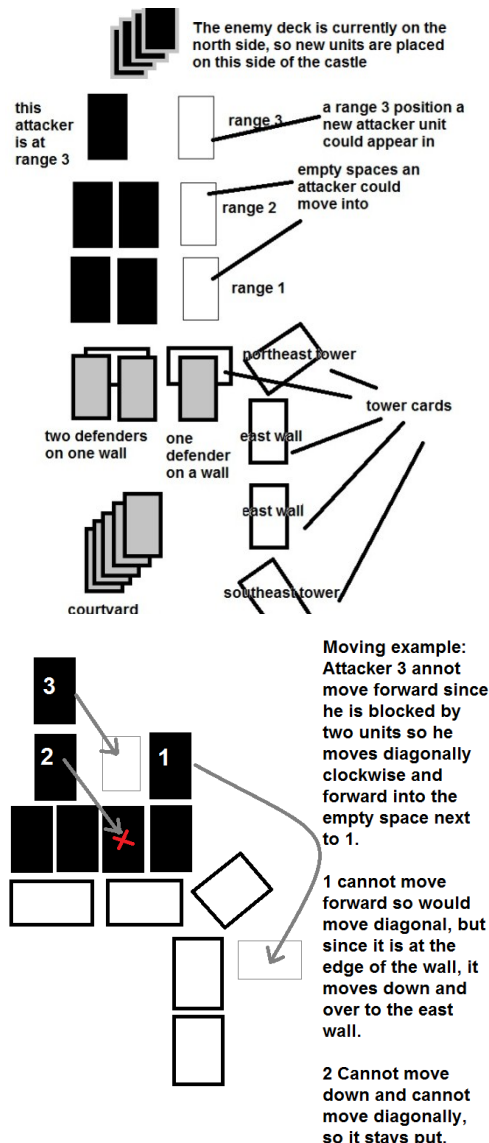 The enemy deck is currently on the
north side, so new units are placed
on this side of the castle
this
attacker
is at
range 3
range 3
a range 3 position a
new attacker unit
could appear in
empty spaces an
attacker could
move into
range 2
range 1
northeast tower
tower cards
two defenders
on one wall
one
defender
on a wall
east wall
east wall
southeast tower
courtyard
Moving example:
Attacker 3 annot
move forward since
he is blocked by
two units so he
moves diagonally
clockwise and
forward into the
empty space next
to 1.
3
2
1
1 cannot move
forward so would
move diagonal, but
since it is at the
edge of the wall, it
moves down and
over to the east
wall.
2 Cannot move
down and cannot
move diagonally,
so it stays put.